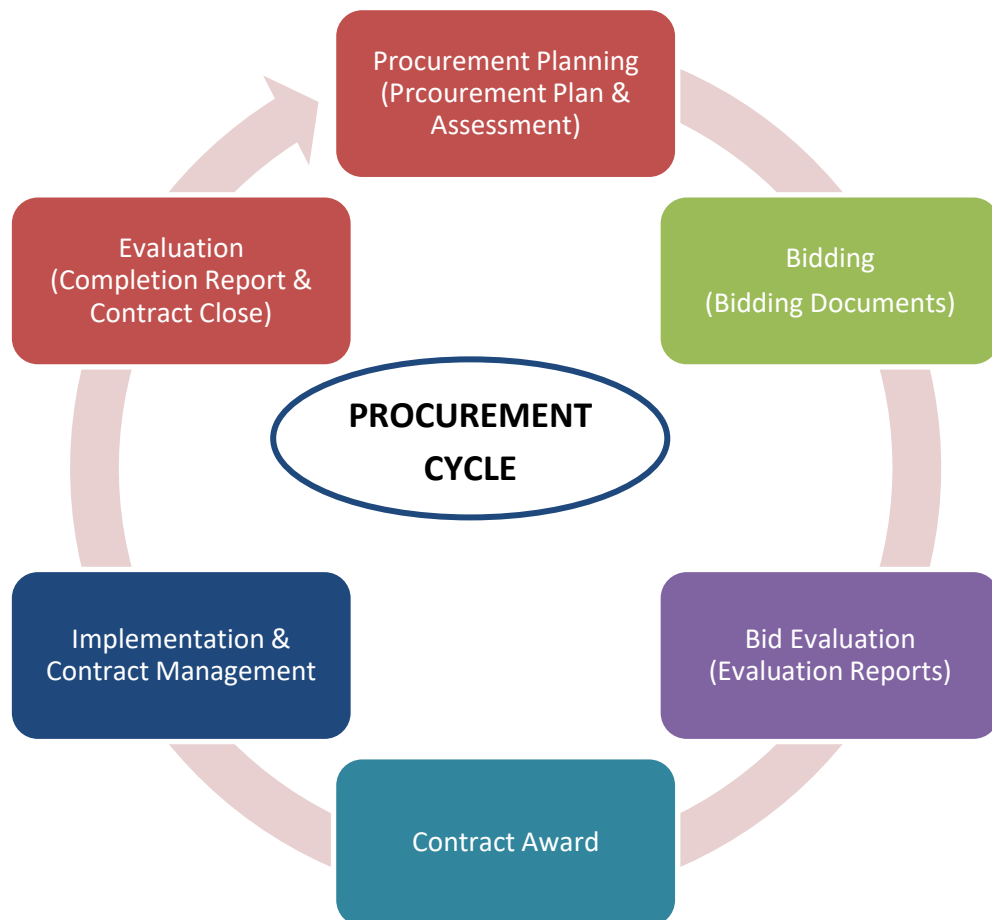 Procurement Planning
(Prcourement Plan &
Assessment)
Bidding
(Bidding Documents)
Bid Evaluation
(Evaluation Reports)
Contract Award
Implementation &
Contract Management
Evaluation
(Completion Report &
Contract Close)
PROCUREMENT
CYCLE